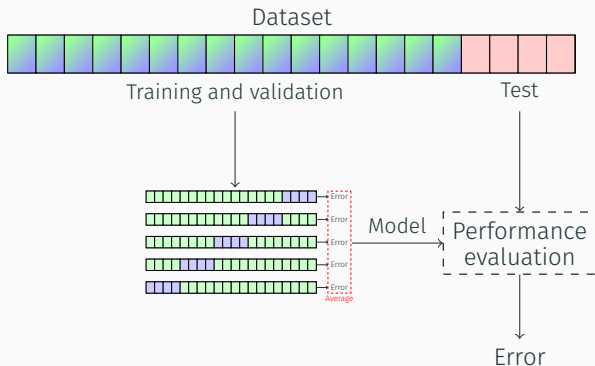 Dataset
Training and validation
Test
Error
Error
Error
Error
Error
Average
Model
Performance
evaluation
Error